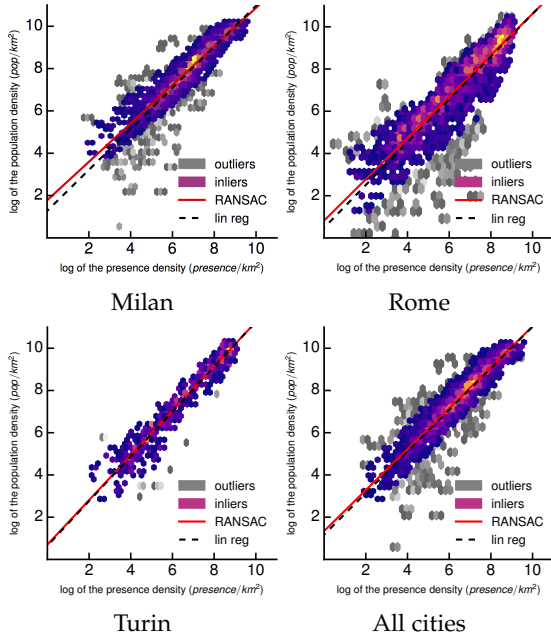 10
8
6
4
2
log of the population density (pop/km²)
outliers
inliers
RANSAC
lin reg
2 4 6 8 10
log of the presence density (presence/km²)
Milan
10
8
6
4
2
log of the population density (pop/km²)
outliers
inliers
RANSAC
lin reg
2 4 6 8 10
log of the presence density (presence/km²)
Rome
10
8
6
4
2
log of the population density (pop/km²)
outliers
inliers
RANSAC
lin reg
2 4 6 8 10
log of the presence density (presence/km²)
Turin
10
8
6
4
2
log of the population density (pop/km²)
outliers
inliers
RANSAC
lin reg
2 4 6 8 10
log of the presence density (presence/km²)
All cities